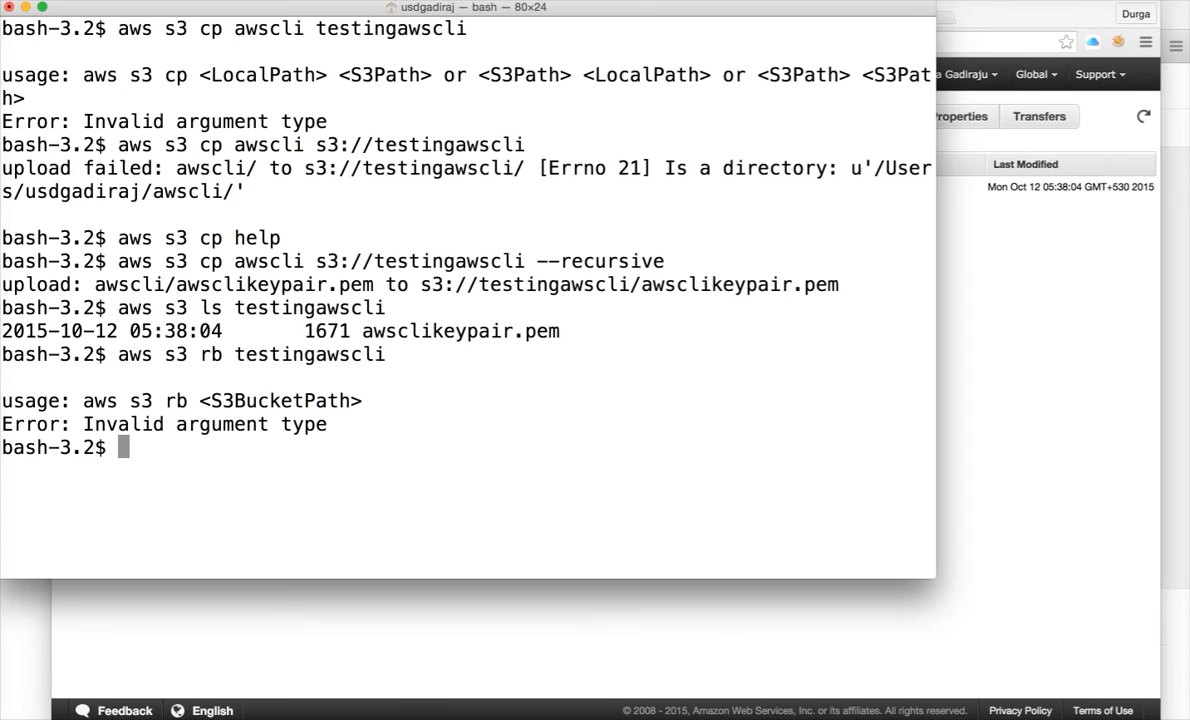 usdgadiraj — bash — 80×24
bash-3.2$ aws s3 cp awscli testingawscli
usage: aws s3 cp <LocalPath> <S3Path> or <S3Path> <LocalPath> or <S3Path> <S3Pat
h>
Error: Invalid argument type
bash-3.2$ aws s3 cp awscli s3://testingawscli
upload failed: awscli/ to s3://testingawscli/ [Errno 21] Is a directory: u'/User
s/usdgadiraj/awscli/'
bash-3.2$ aws s3 cp help
bash-3.2$ aws s3 cp awscli s3://testingawscli --recursive
upload: awscli/awsclikeypair.pem to s3://testingawscli/awsclikeypair.pem
bash-3.2$ aws s3 ls testingawscli
2015-10-12 05:38:04       1671 awsclikeypair.pem
bash-3.2$ aws s3 rb testingawscli
usage: aws s3 rb <S3BucketPath>
Error: Invalid argument type
bash-3.2$
Durga
a Gadiraju Global Support
roperties Transfers
Last Modified
Mon Oct 12 05:38:04 GMT+530 2015
Feedback English © 2008 - 2015, Amazon Web Services, Inc. or its affiliates. All rights reserved. Privacy Policy Terms of Use